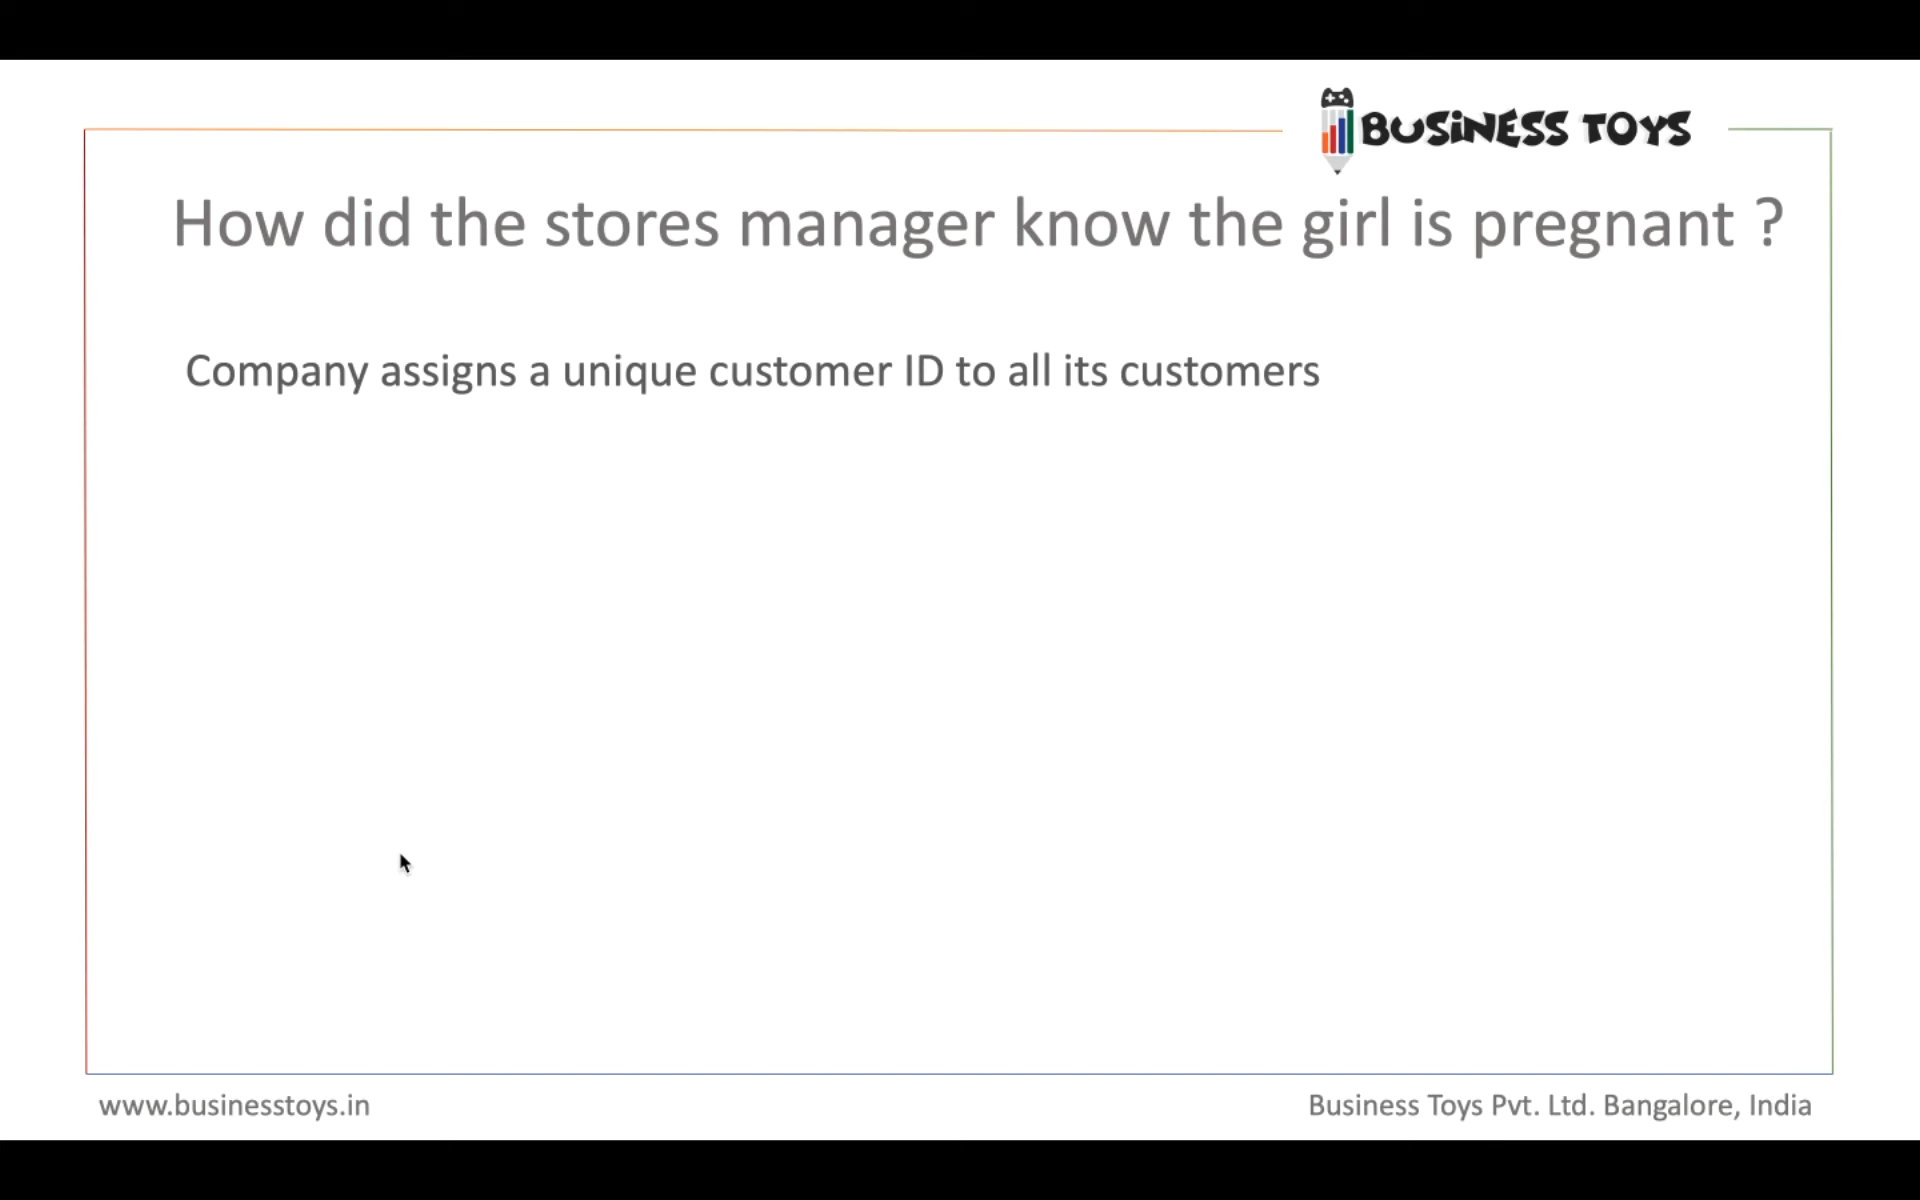 BUSINESS TOYS
How did the stores manager know the girl is pregnant ?
Company assigns a unique customer ID to all its customers
www.businesstoys.in
Business Toys Pvt. Ltd. Bangalore, India